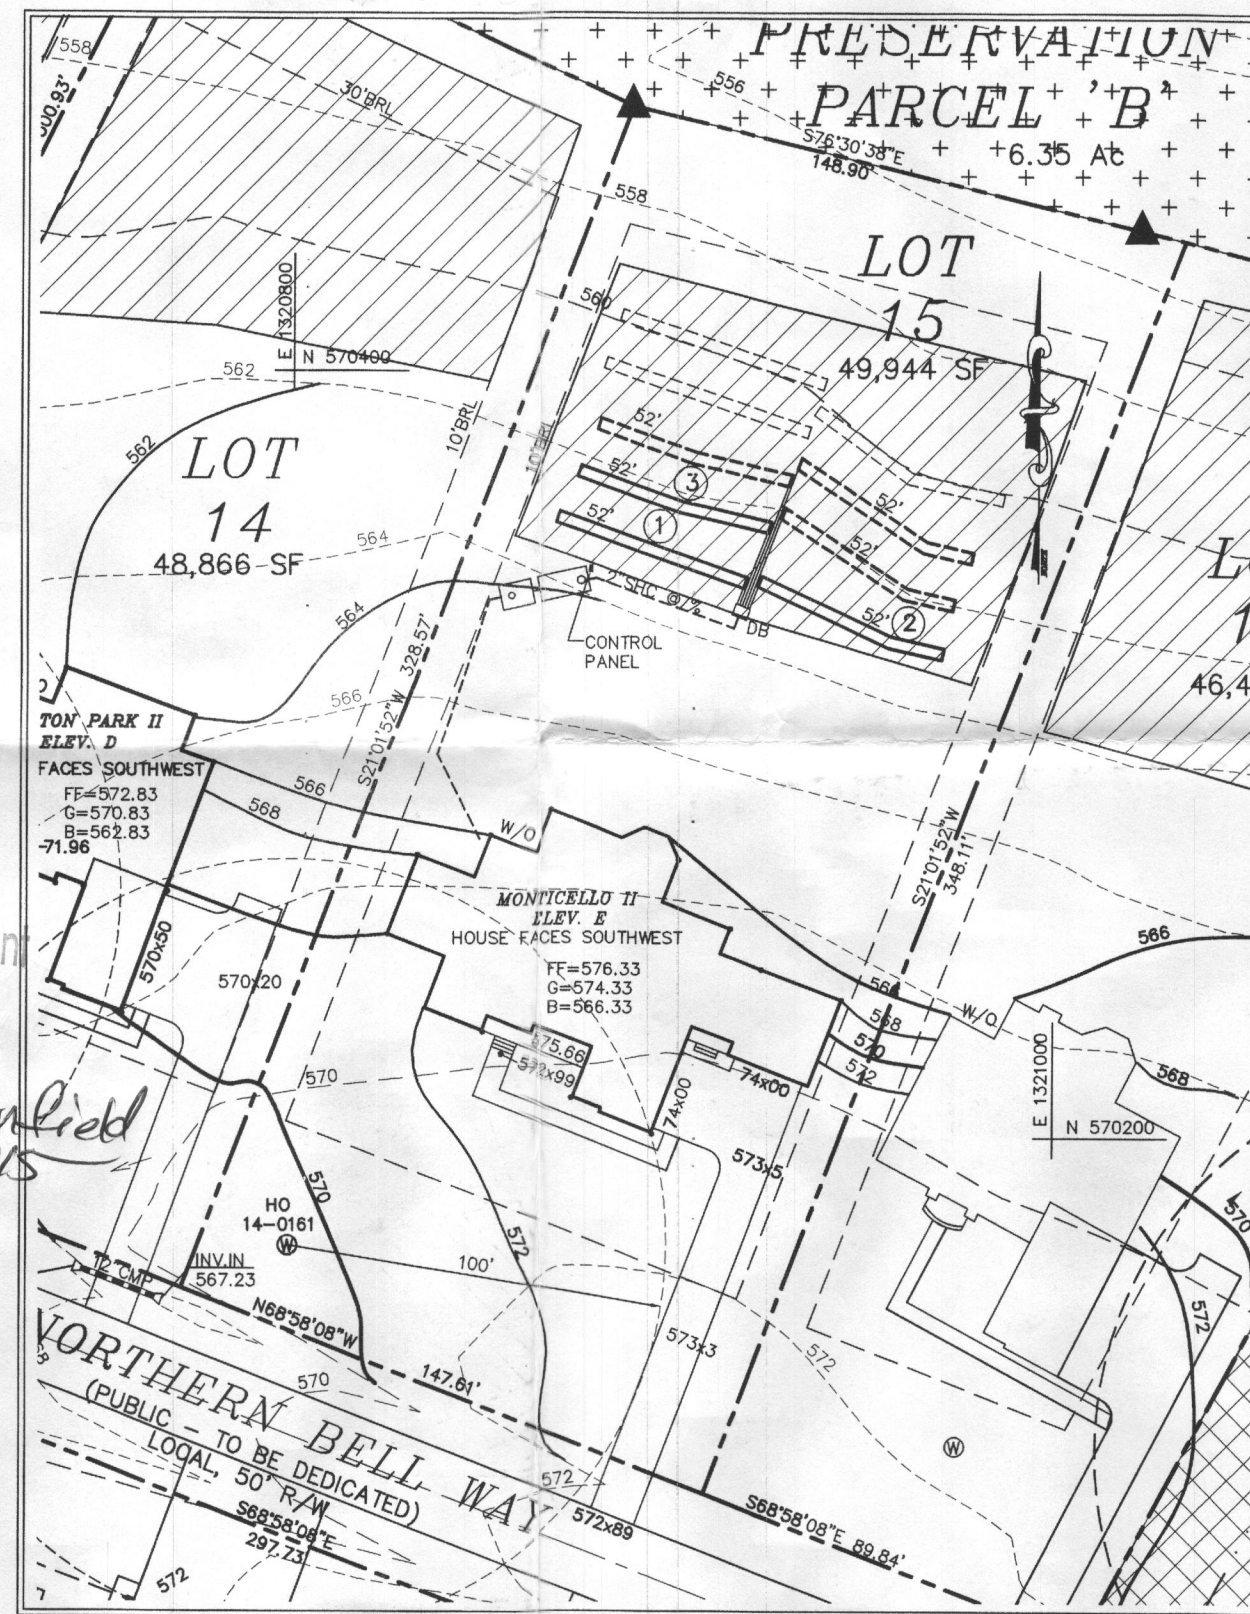 558
300.93'
30'BRL
556
PRESERVATION
PARCEL 'B'
6.35 Ac
S76°30'38"E
148.90'
558
LOT
15
49,944 SF
560
E 1320800
N 570400
562
562
10'BRL
10'BRL
LOT
14
48,866 SF
52'
52'
52'
3
1
52'
52'
52'
2
564
564
2"SHC @1%
DB
CONTROL
PANEL
46,4
S21°01'52"W 328.57'
566
TON PARK II
ELEV. D
FACES SOUTHWEST
FF=572.83
G=570.83
B=562.83
-71.96
566
568
W/O
S21°01'52"W
348.11'
MONTICELLO II
ELEV. E
HOUSE FACES SOUTHWEST
FF=576.33
G=574.33
B=566.33
570x50
570x20
566
566
W/O
568
570
572
575.66
572x99
74x00
74x00
568
E 1321000
N 570200
570
573x5
570
HO
14-0161
W
INV.IN
567.23
12"CMP
100'
572
570
572
N68°58'08"W
147.61'
573x3
572
570
W
NORTHERN BELL WAY
(PUBLIC - TO BE DEDICATED)
LOCAL, 50' R/W
572
572x89
S68°58'08"E
297.73'
S68°58'08"E 89.84'
572